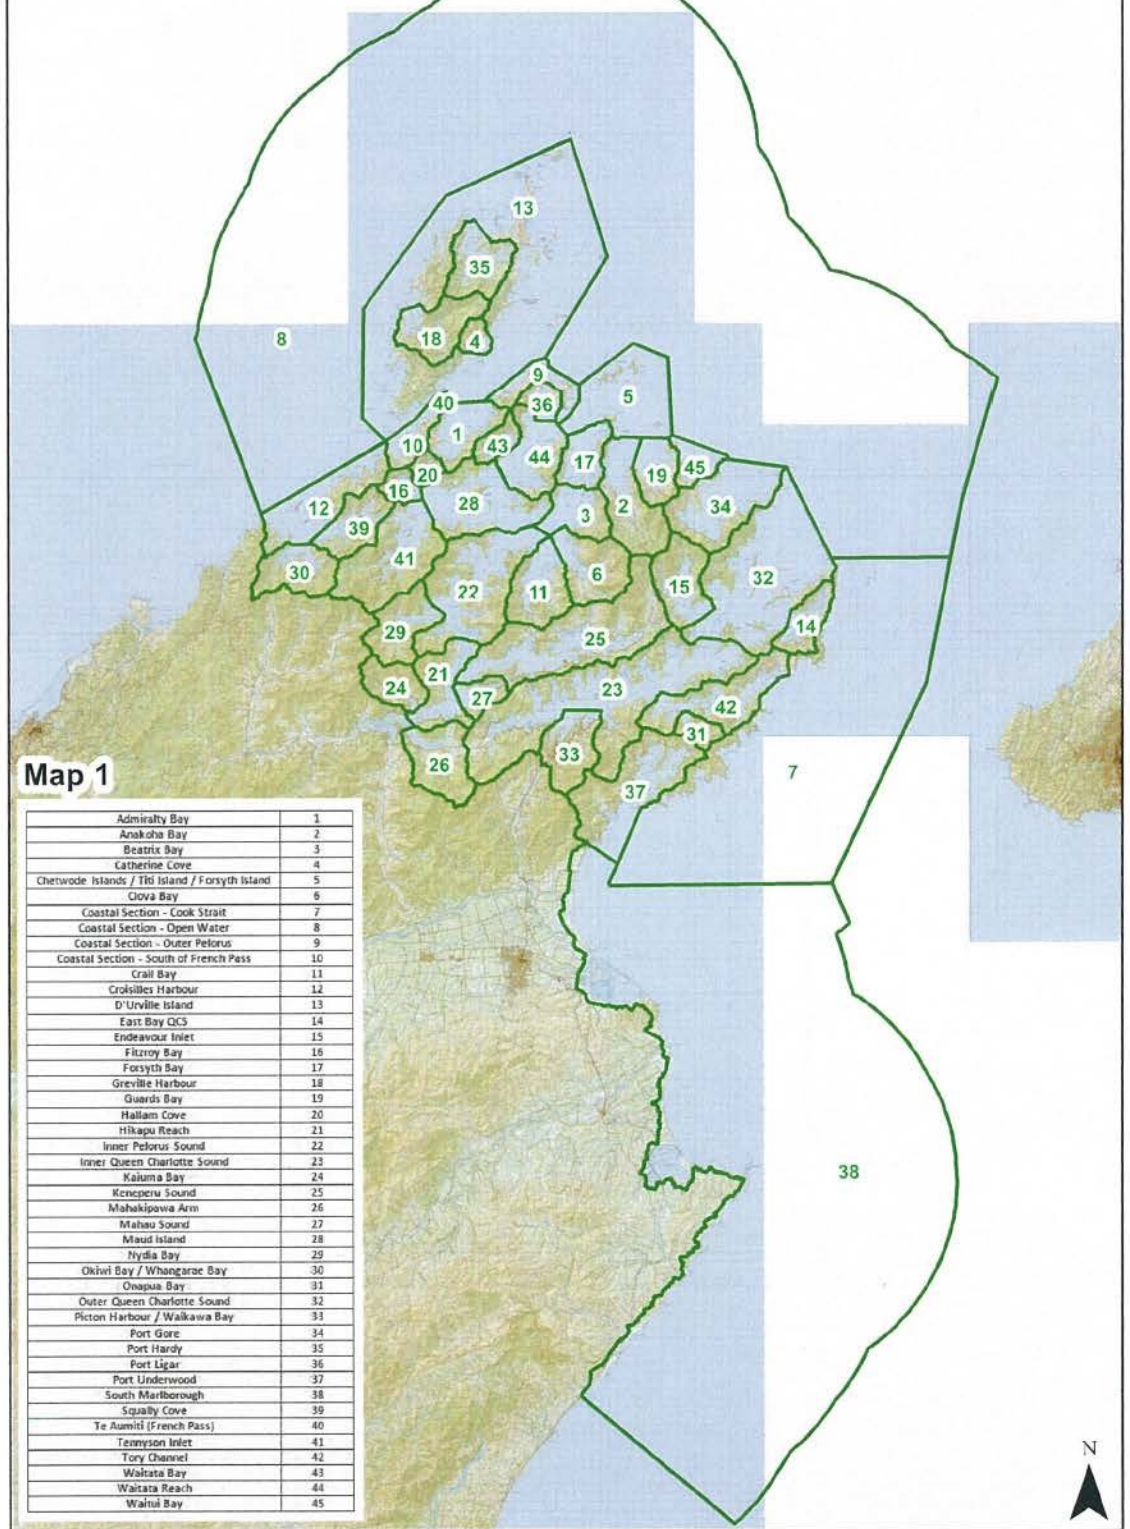 13
35
8
18
4
9
5
40
36
1
10
43
44
17
19
45
20
16
28
12
3
2
34
39
41
30
22
11
6
15
32
29
25
14
21
24
27
23
42
31
33
26
7
37
Map 1
Admiralty Bay 1
Anakoha Bay 2
Beatrix Bay 3
Catherine Cove 4
Chetwode Islands / Titi Island / Forsyth Island 5
Clova Bay 6
Coastal Section - Cook Strait 7
Coastal Section - Open Water 8
Coastal Section - Outer Pelorus 9
Coastal Section - South of French Pass 10
Crail Bay 11
Croisilles Harbour 12
D'Urville Island 13
East Bay QCS 14
Endeavour Inlet 15
Fitzroy Bay 16
Forsyth Bay 17
Greville Harbour 18
Guards Bay 19
Hallam Cove 20
Hikapu Reach 21
Inner Pelorus Sound 22
Inner Queen Charlotte Sound 23
Kaiuma Bay 24
Keneperu Sound 25
Mahakipawa Arm 26
Mahau Sound 27
Maud Island 28
Nydia Bay 29
Okiwi Bay / Whangarae Bay 30
Onapua Bay 31
Outer Queen Charlotte Sound 32
Picton Harbour / Waikawa Bay 33
Port Gore 34
Port Hardy 35
Port Ligar 36
Port Underwood 37
South Marlborough 38
Squally Cove 39
Te Aumiti (French Pass) 40
Tennyson Inlet 41
Tory Channel 42
Waitata Bay 43
Waitata Reach 44
Waitui Bay 45
38
N